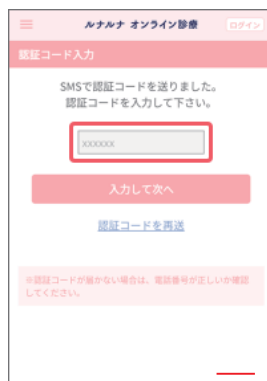 ルナルナ オンライン診療
ログイン
認証コード入力
SMSで認証コードを送りました。
認証コードを入力して下さい。
xxxxxx
入力して次へ
認証コードを再送
※認証コードが届かない場合は、電話番号が正しいか確認
してください。